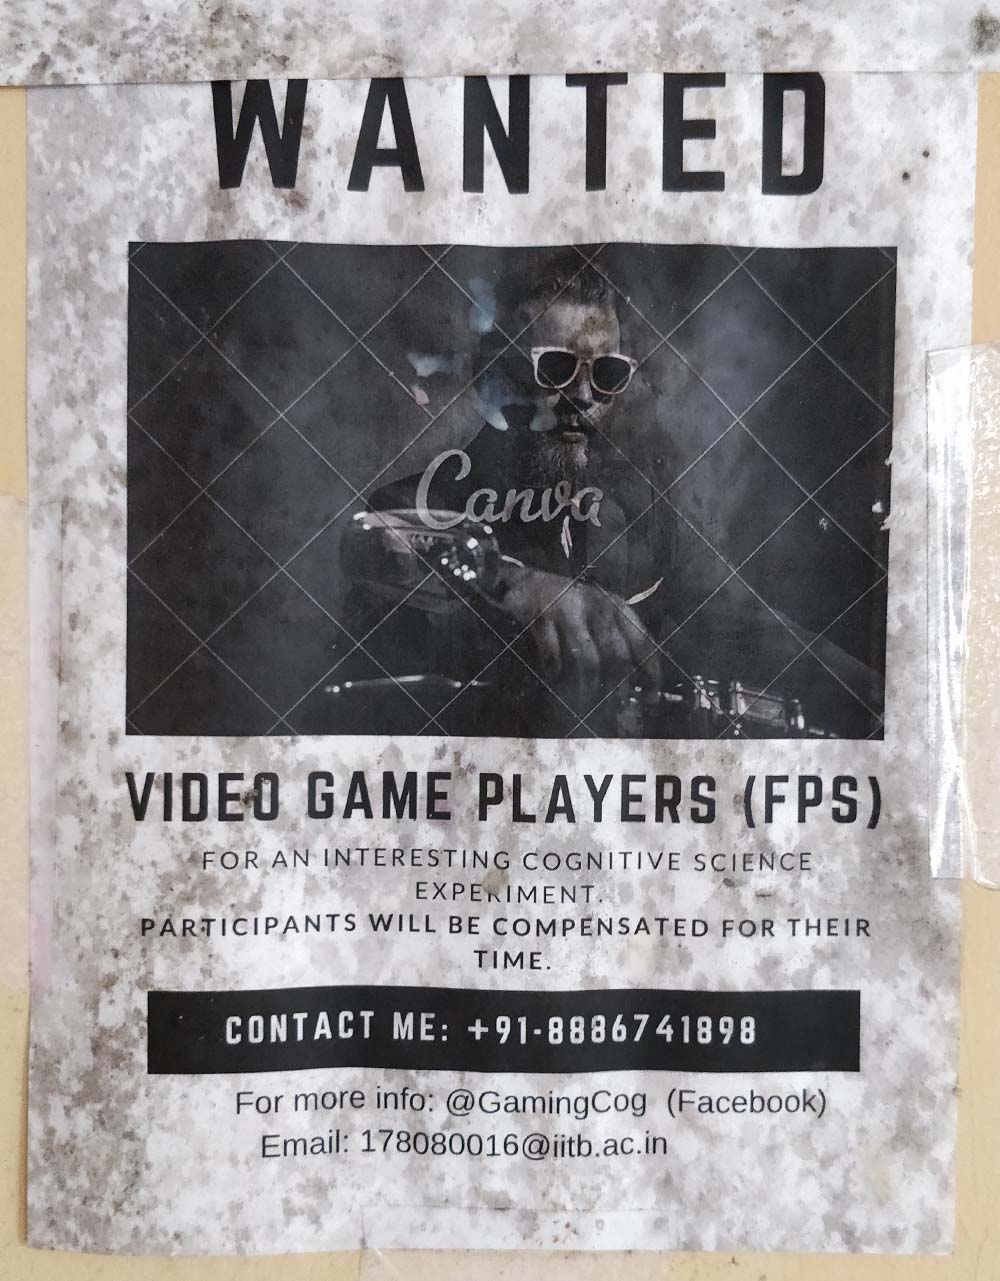 WANTED
Canva
VIDEO GAME PLAYERS (FPS)
FOR AN INTERESTING COGNITIVE SCIENCE
EXPERIMENT.
PARTICIPANTS WILL BE COMPENSATED FOR THEIR
TIME.
CONTACT ME: +91-8886741898
For more info: @GamingCog (Facebook)
Email: 178080016@iitb.ac.in